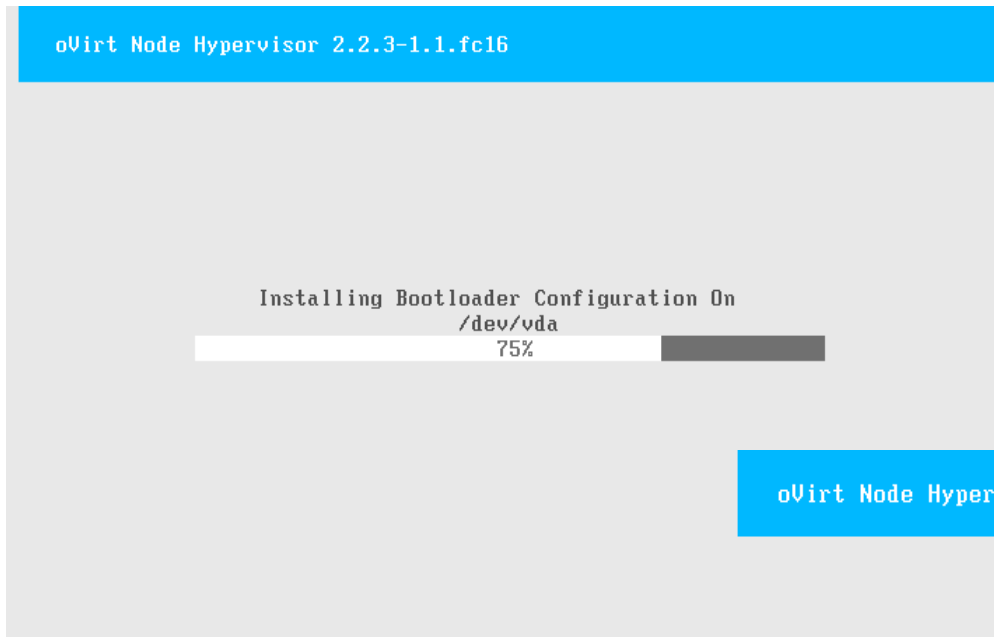 oVirt Node Hypervisor 2.2.3-1.1.fc16
Installing Bootloader Configuration On
/dev/vda
75%
oVirt Node Hyper